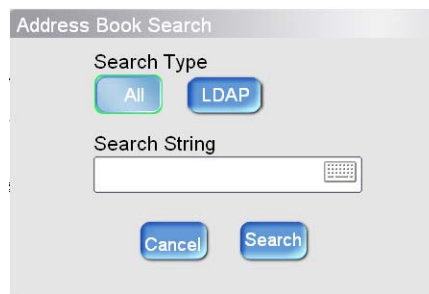 Address Book Search
Search Type
All LDAP
Search String
Cancel Search